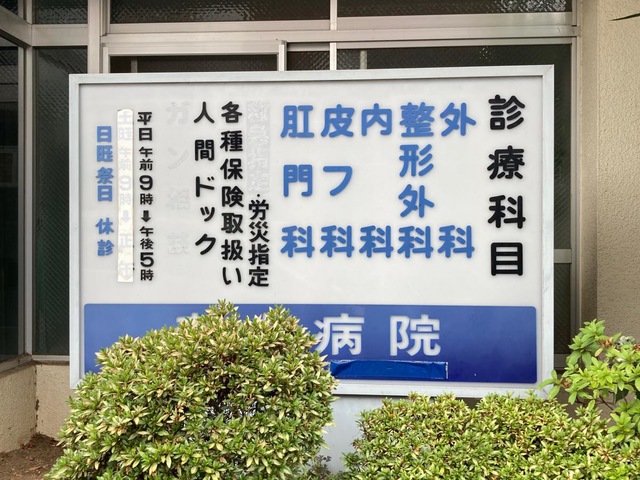 診療科目
外科
整形外科
内科
皮フ科
肛門科
・労災指定
各種保険取扱い
人間ドック
平日午前9時→午後5時
日曜祭日休診
病院